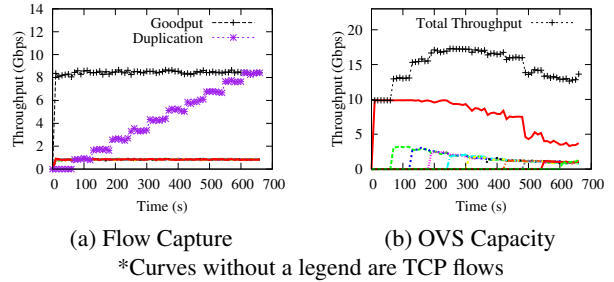 14
12
10
8
6
4
2
0
Throughput (Gbps)
Goodput
Duplication
0 100 200 300 400 500 600 700
Time (s)
(a) Flow Capture
20
15
10
5
0
Throughput (Gbps)
Total Throughput
0 100 200 300 400 500 600 700
Time (s)
(b) OVS Capacity
*Curves without a legend are TCP flows